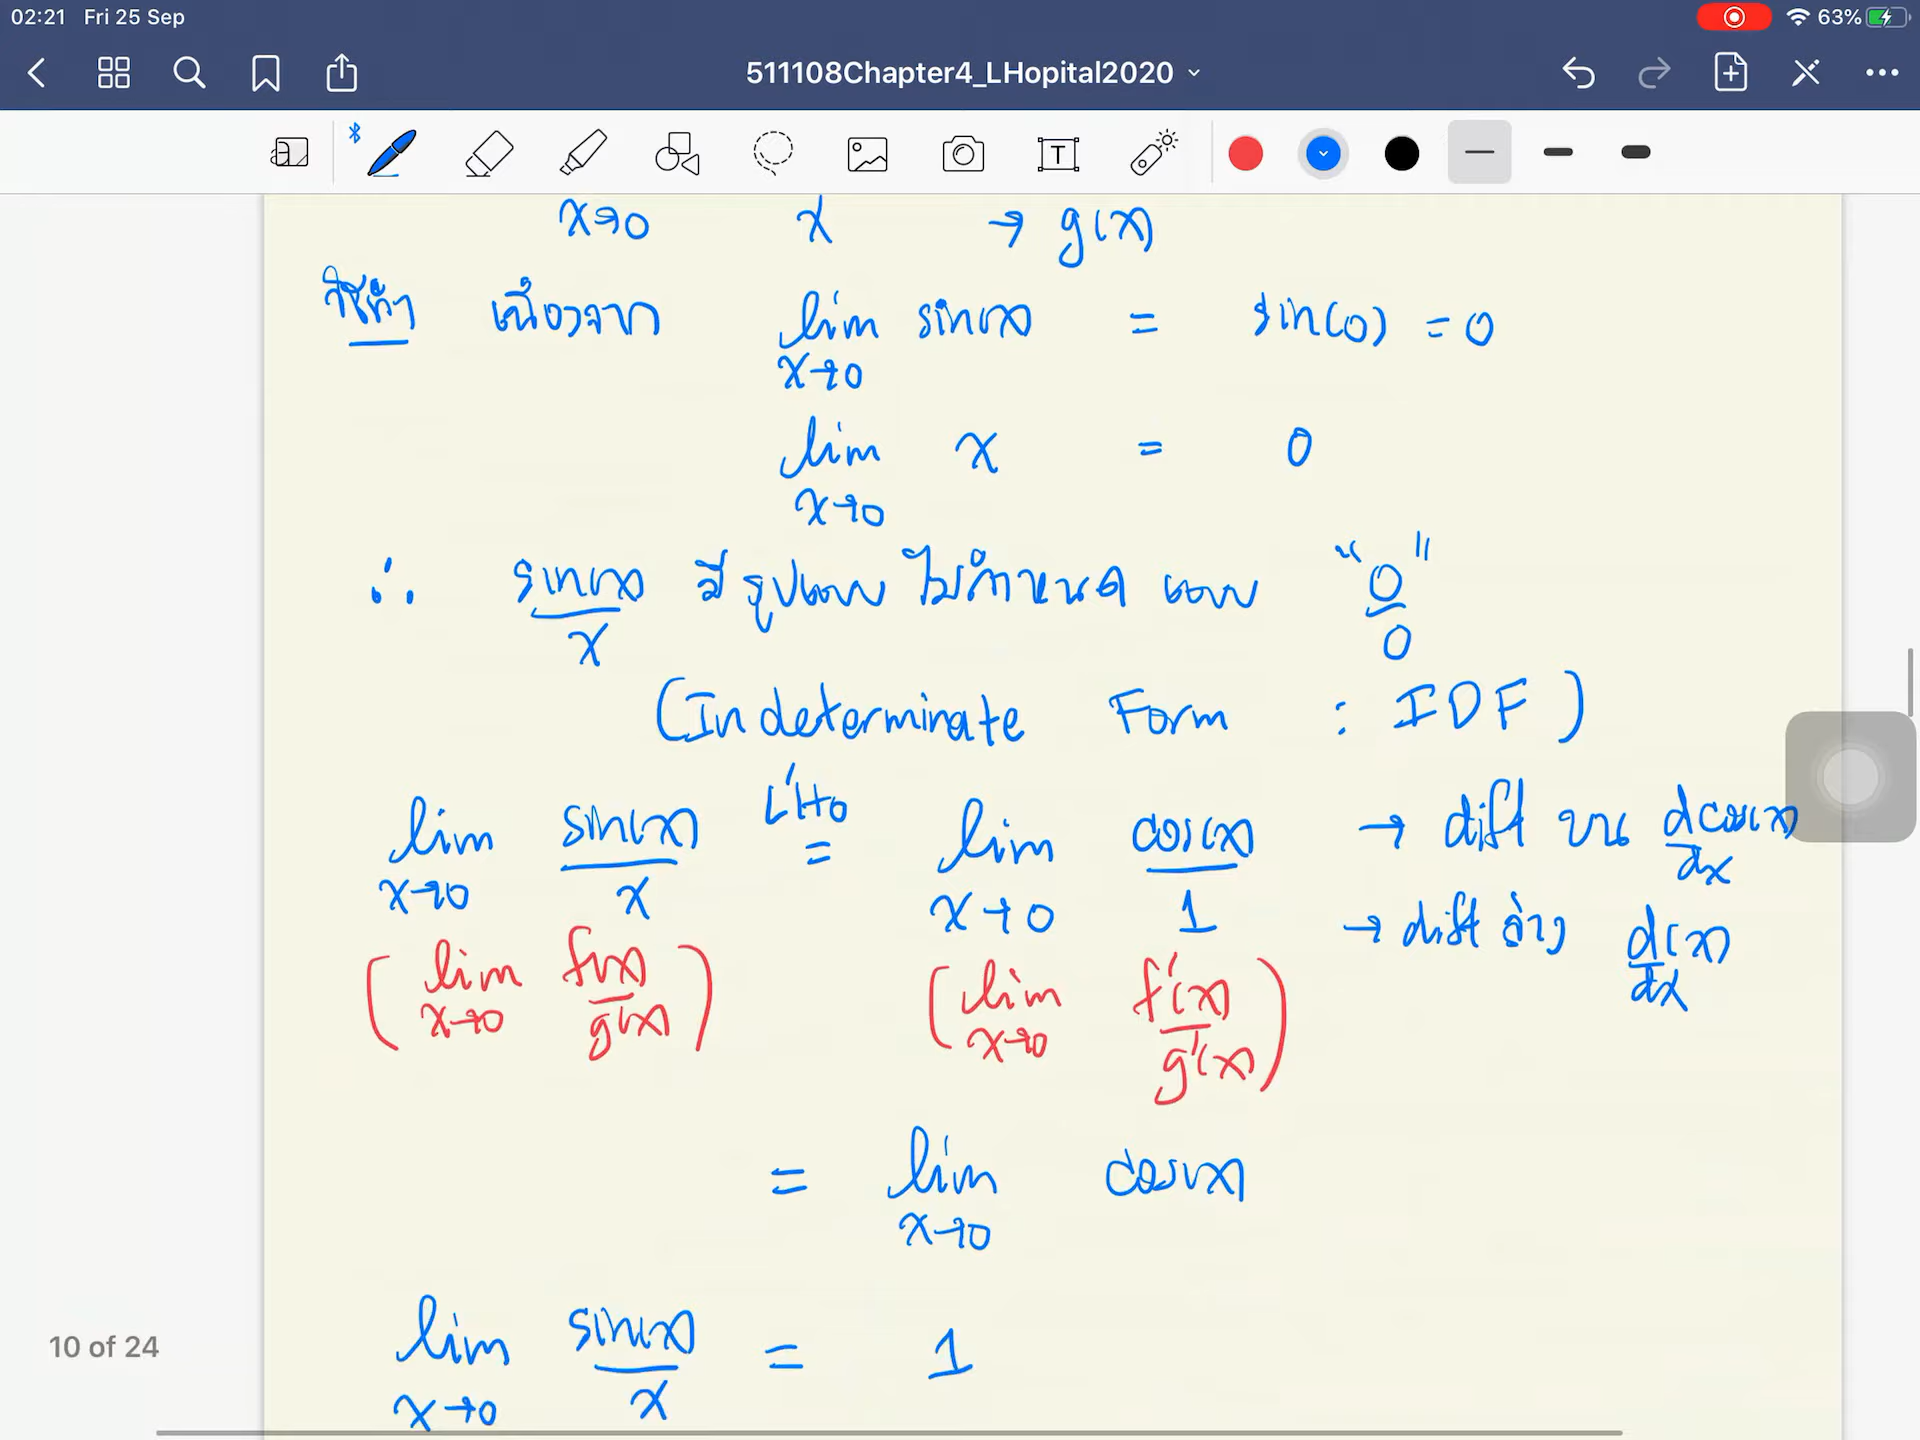 02:21 Fri 25 Sep 63%
511108Chapter4_LHopital2020
x→0 x → g(x)
วิธีทำ เนื่องจาก lim sin(x) = sin(0) = 0
x→0
lim x = 0
x→0
∴ sin(x) มีรูปแบบ ไม่กำหนด แบบ "0"
x 0
(Indeterminate Form : IDF)
lim sin(x) L'Ho = lim cos(x) → diff บน dcos(x)
x→0 x x→0 1 dx
→ diff ล่าง d(x)
dx
(lim f(x) (lim f'(x)
x→0 g(x)) x→0 g'(x))
= lim cos(x)
x→0
lim sin(x) = 1
x→0 x
10 of 24